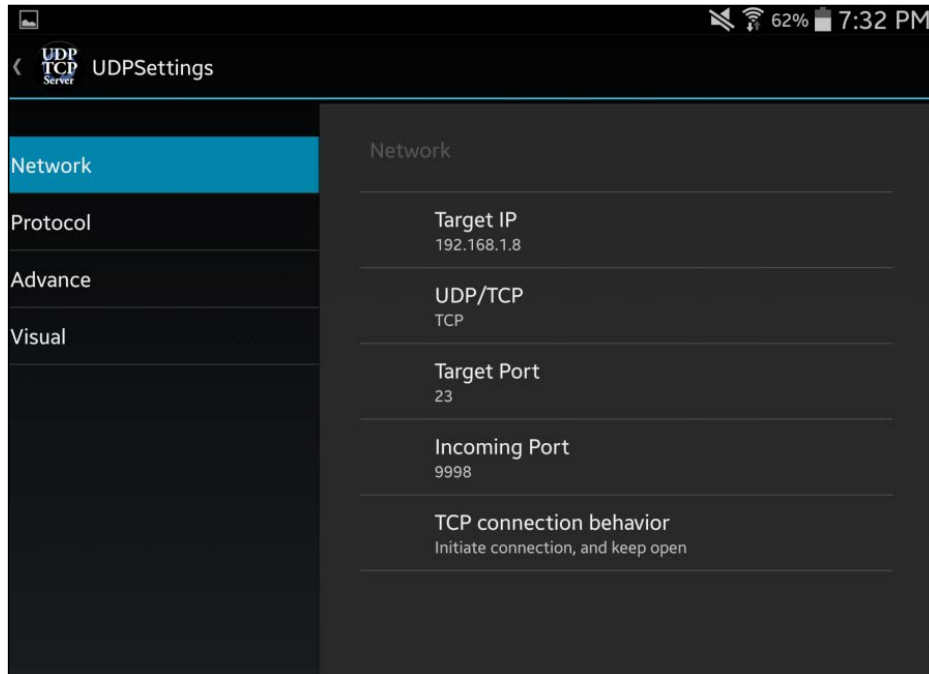 62% 7:32 PM
UDP
TCP
Server
UDPSettings
Network
Protocol
Advance
Visual
Network
Target IP
192.168.1.8
UDP/TCP
TCP
Target Port
23
Incoming Port
9998
TCP connection behavior
Initiate connection, and keep open